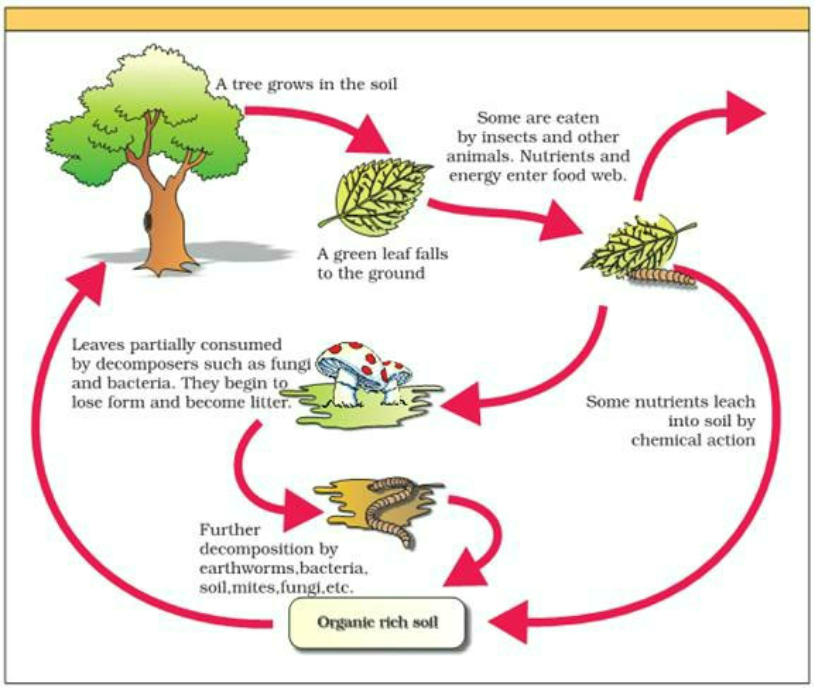 A tree grows in the soil
Some are eaten
by insects and other
animals. Nutrients and
energy enter food web.
A green leaf falls
to the ground
Leaves partially consumed
by decomposers such as fungi
and bacteria. They begin to
lose form and become litter.
Some nutrients leach
into soil by
chemical action
Further
decomposition by
earthworms,bacteria,
soil,mites,fungi,etc.
Organic rich soil